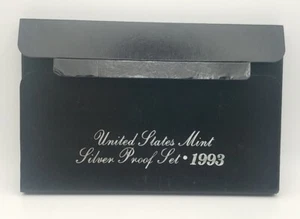 United States Mint
Silver Proof Set • 1993